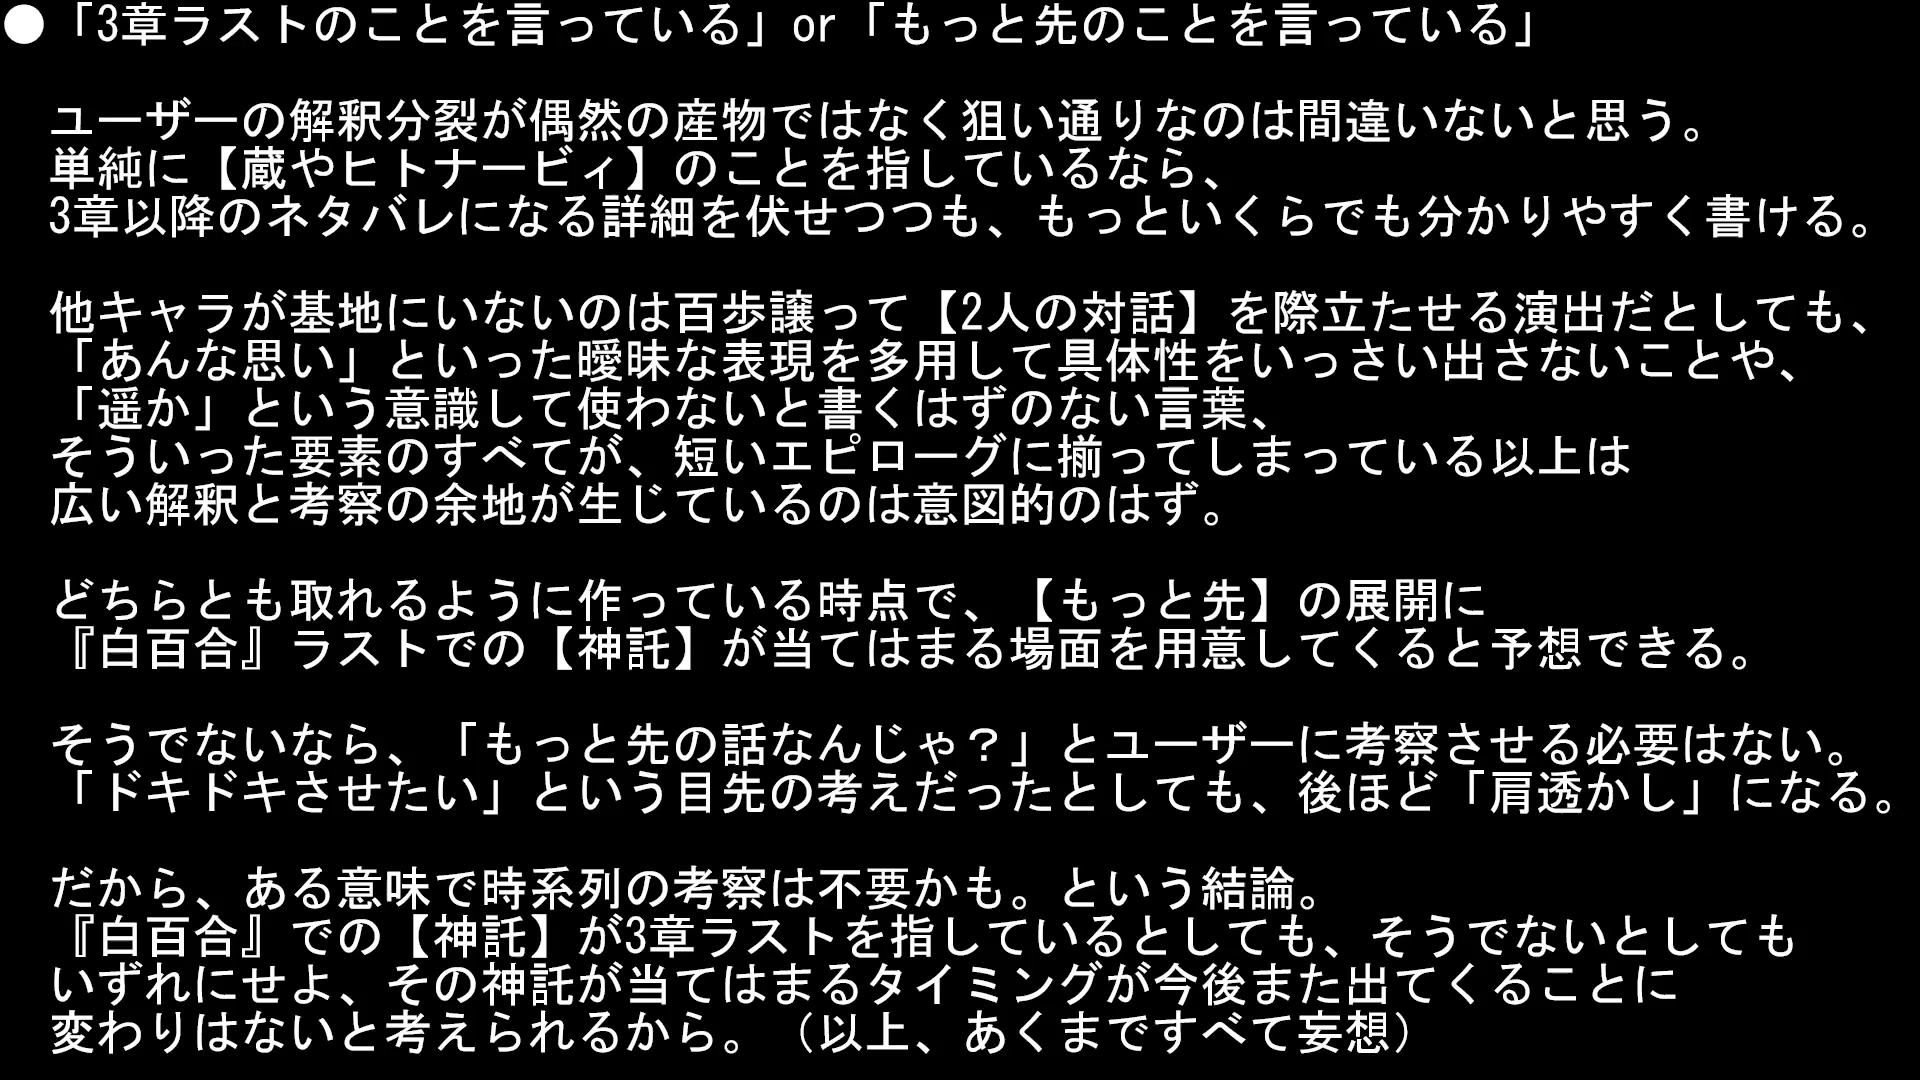 ●「3章ラストのことを言っている」or「もっと先のことを言っている」
ユーザーの解釈分裂が偶然の産物ではなく狙い通りなのは間違いないと思う。
単純に【蔵やヒトナービィ】のことを指しているなら、
3章以降のネタバレになる詳細を伏せつつも、もっといくらでも分かりやすく書ける。
他キャラが基地にいないのは百歩譲って【2人の対話】を際立たせる演出だとしても、
「あんな思い」といった曖昧な表現を多用して具体性をいっさい出さないことや、
「遥か」という意識して使わないと書くはずのない言葉、
そういった要素のすべてが、短いエピローグに揃ってしまっている以上は
広い解釈と考察の余地が生じているのは意図的のはず。
どちらとも取れるように作っている時点で、【もっと先】の展開に
『白百合』ラストでの【神託】が当てはまる場面を用意してくると予想できる。
そうでないなら、「もっと先の話なんじゃ？」とユーザーに考察させる必要はない。
「ドキドキさせたい」という目先の考えだったとしても、後ほど「肩透かし」になる。
だから、ある意味で時系列の考察は不要かも。という結論。
『白百合』での【神託】が3章ラストを指しているとしても、そうでないとしても
いずれにせよ、その神託が当てはまるタイミングが今後また出てくることに
変わりはないと考えられるから。（以上、あくまですべて妄想）